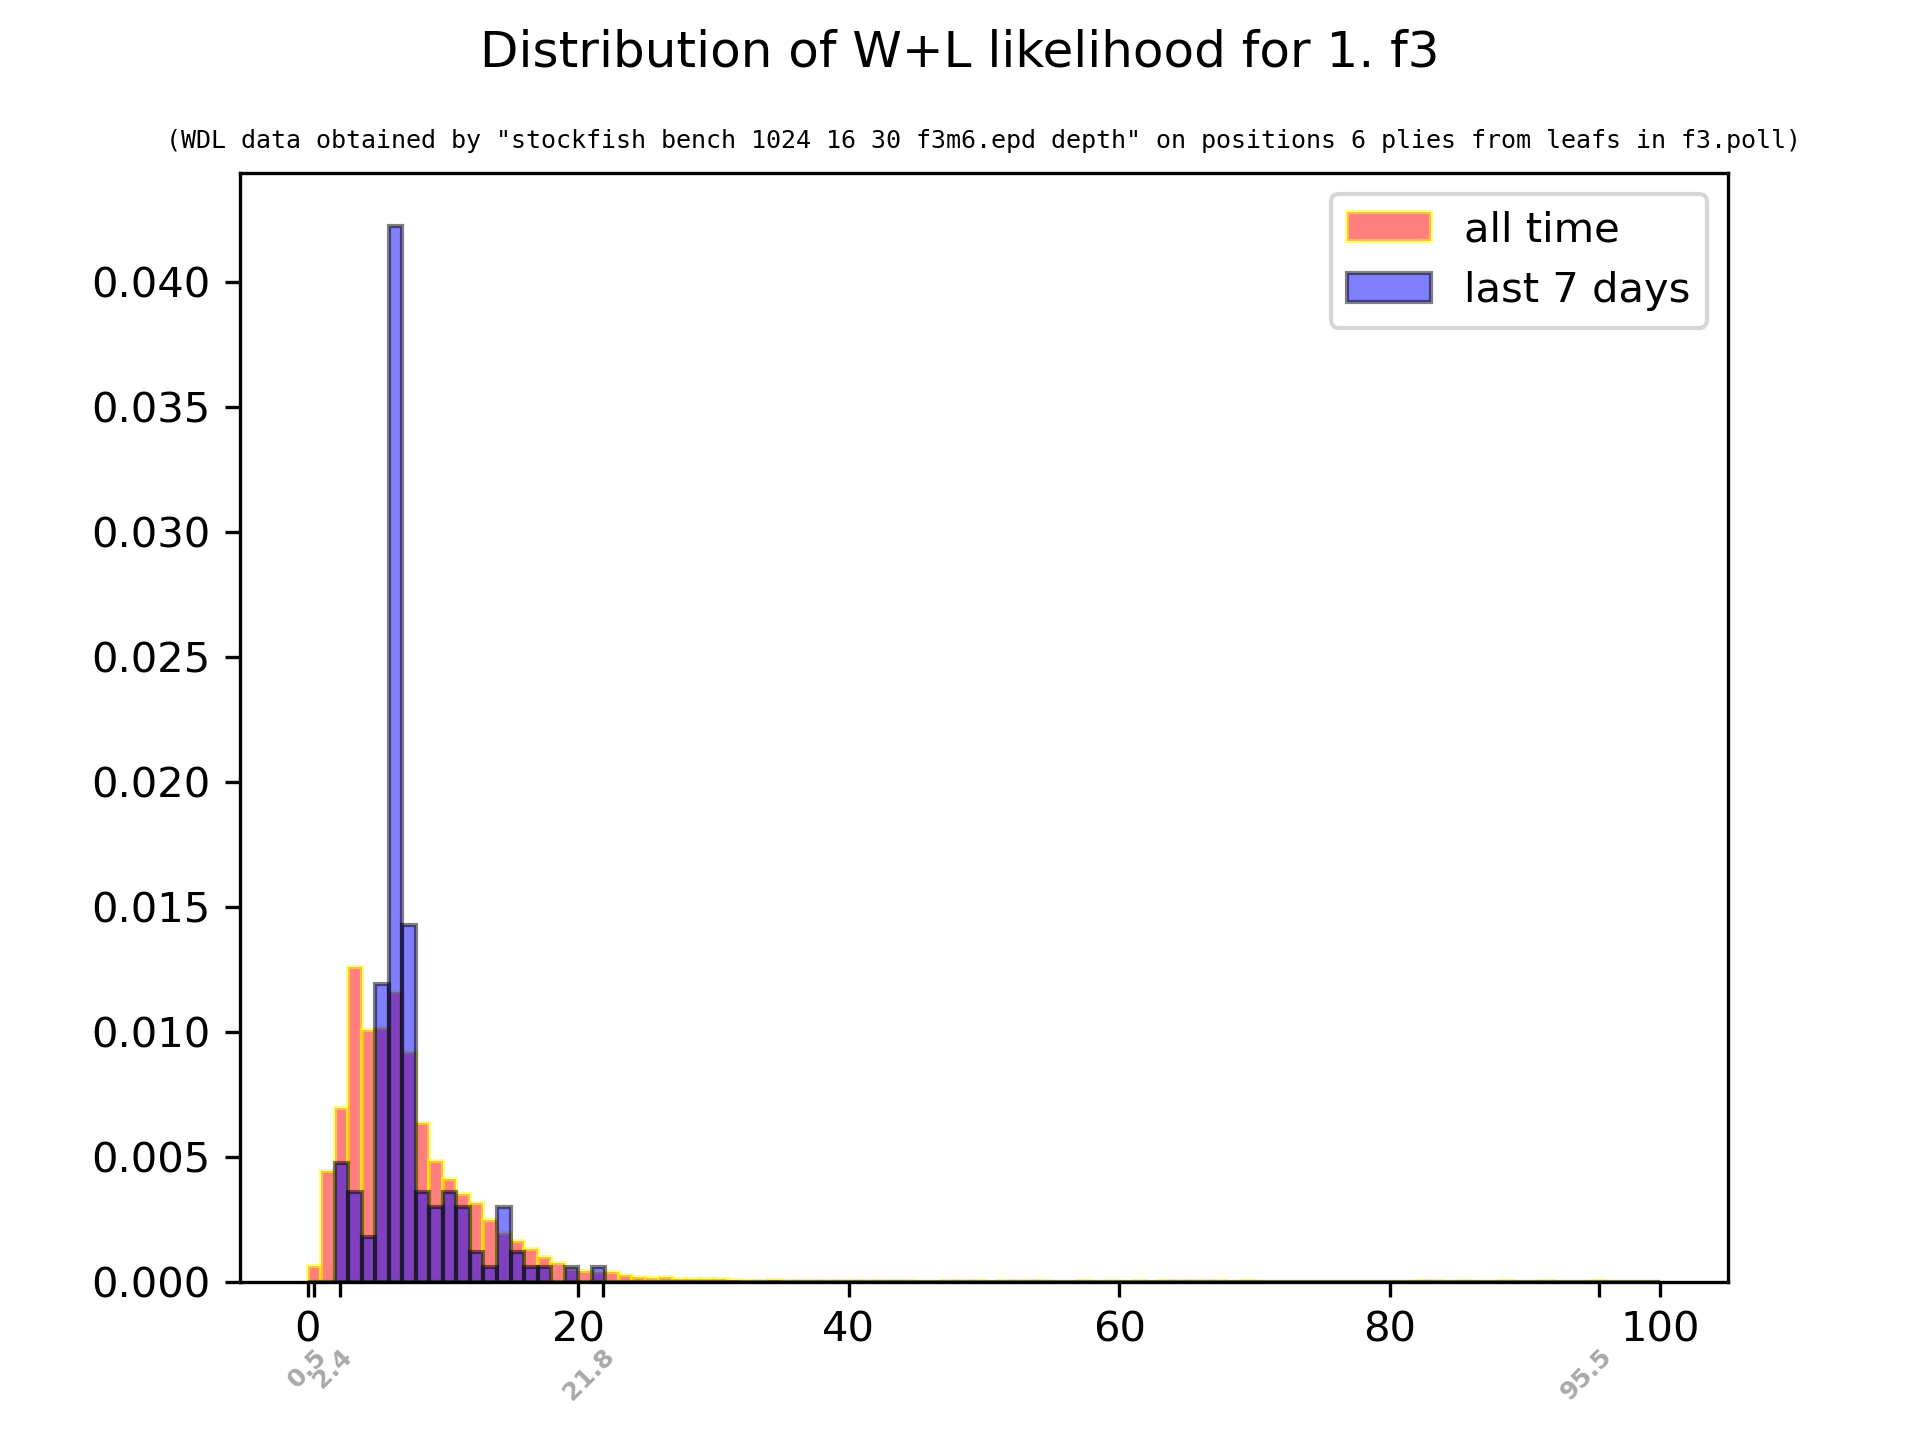 Distribution of W+L likelihood for 1. f3
(WDL data obtained by "stockfish bench 1024 16 30 f3m6.epd depth" on positions 6 plies from leafs in f3.poll)
all time
last 7 days
0.040
0.035
0.030
0.025
0.020
0.015
0.010
0.005
0.000
0 20 40 60 80 100
0.5 2.4 21.8 95.5